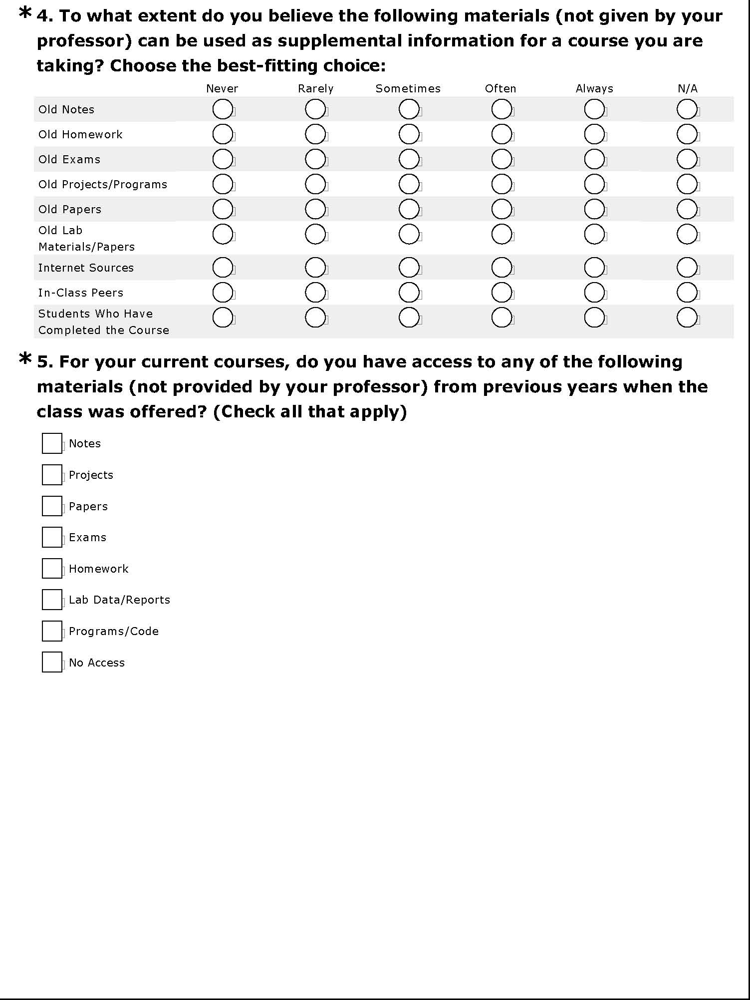 * 4. To what extent do you believe the following materials (not given by your
professor) can be used as supplemental information for a course you are
taking? Choose the best-fitting choice:
Never Rarely Sometimes Often Always N/A
Old Notes
Old Homework
Old Exams
Old Projects/Programs
Old Papers
Old Lab
Materials/Papers
Internet Sources
In-Class Peers
Students Who Have
Completed the Course
* 5. For your current courses, do you have access to any of the following
materials (not provided by your professor) from previous years when the
class was offered? (Check all that apply)
Notes
Projects
Papers
Exams
Homework
Lab Data/Reports
Programs/Code
No Access